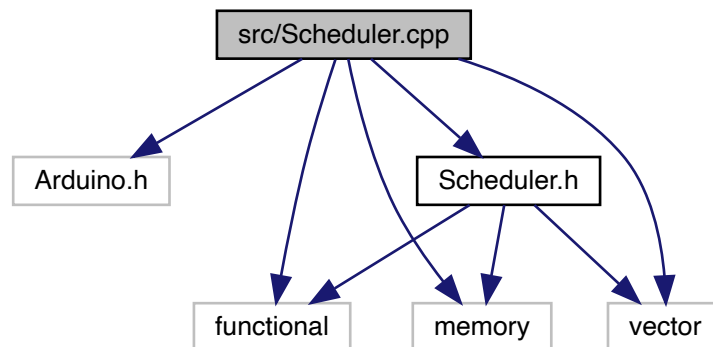 src/Scheduler.cpp
Arduino.h
Scheduler.h
functional
memory
vector